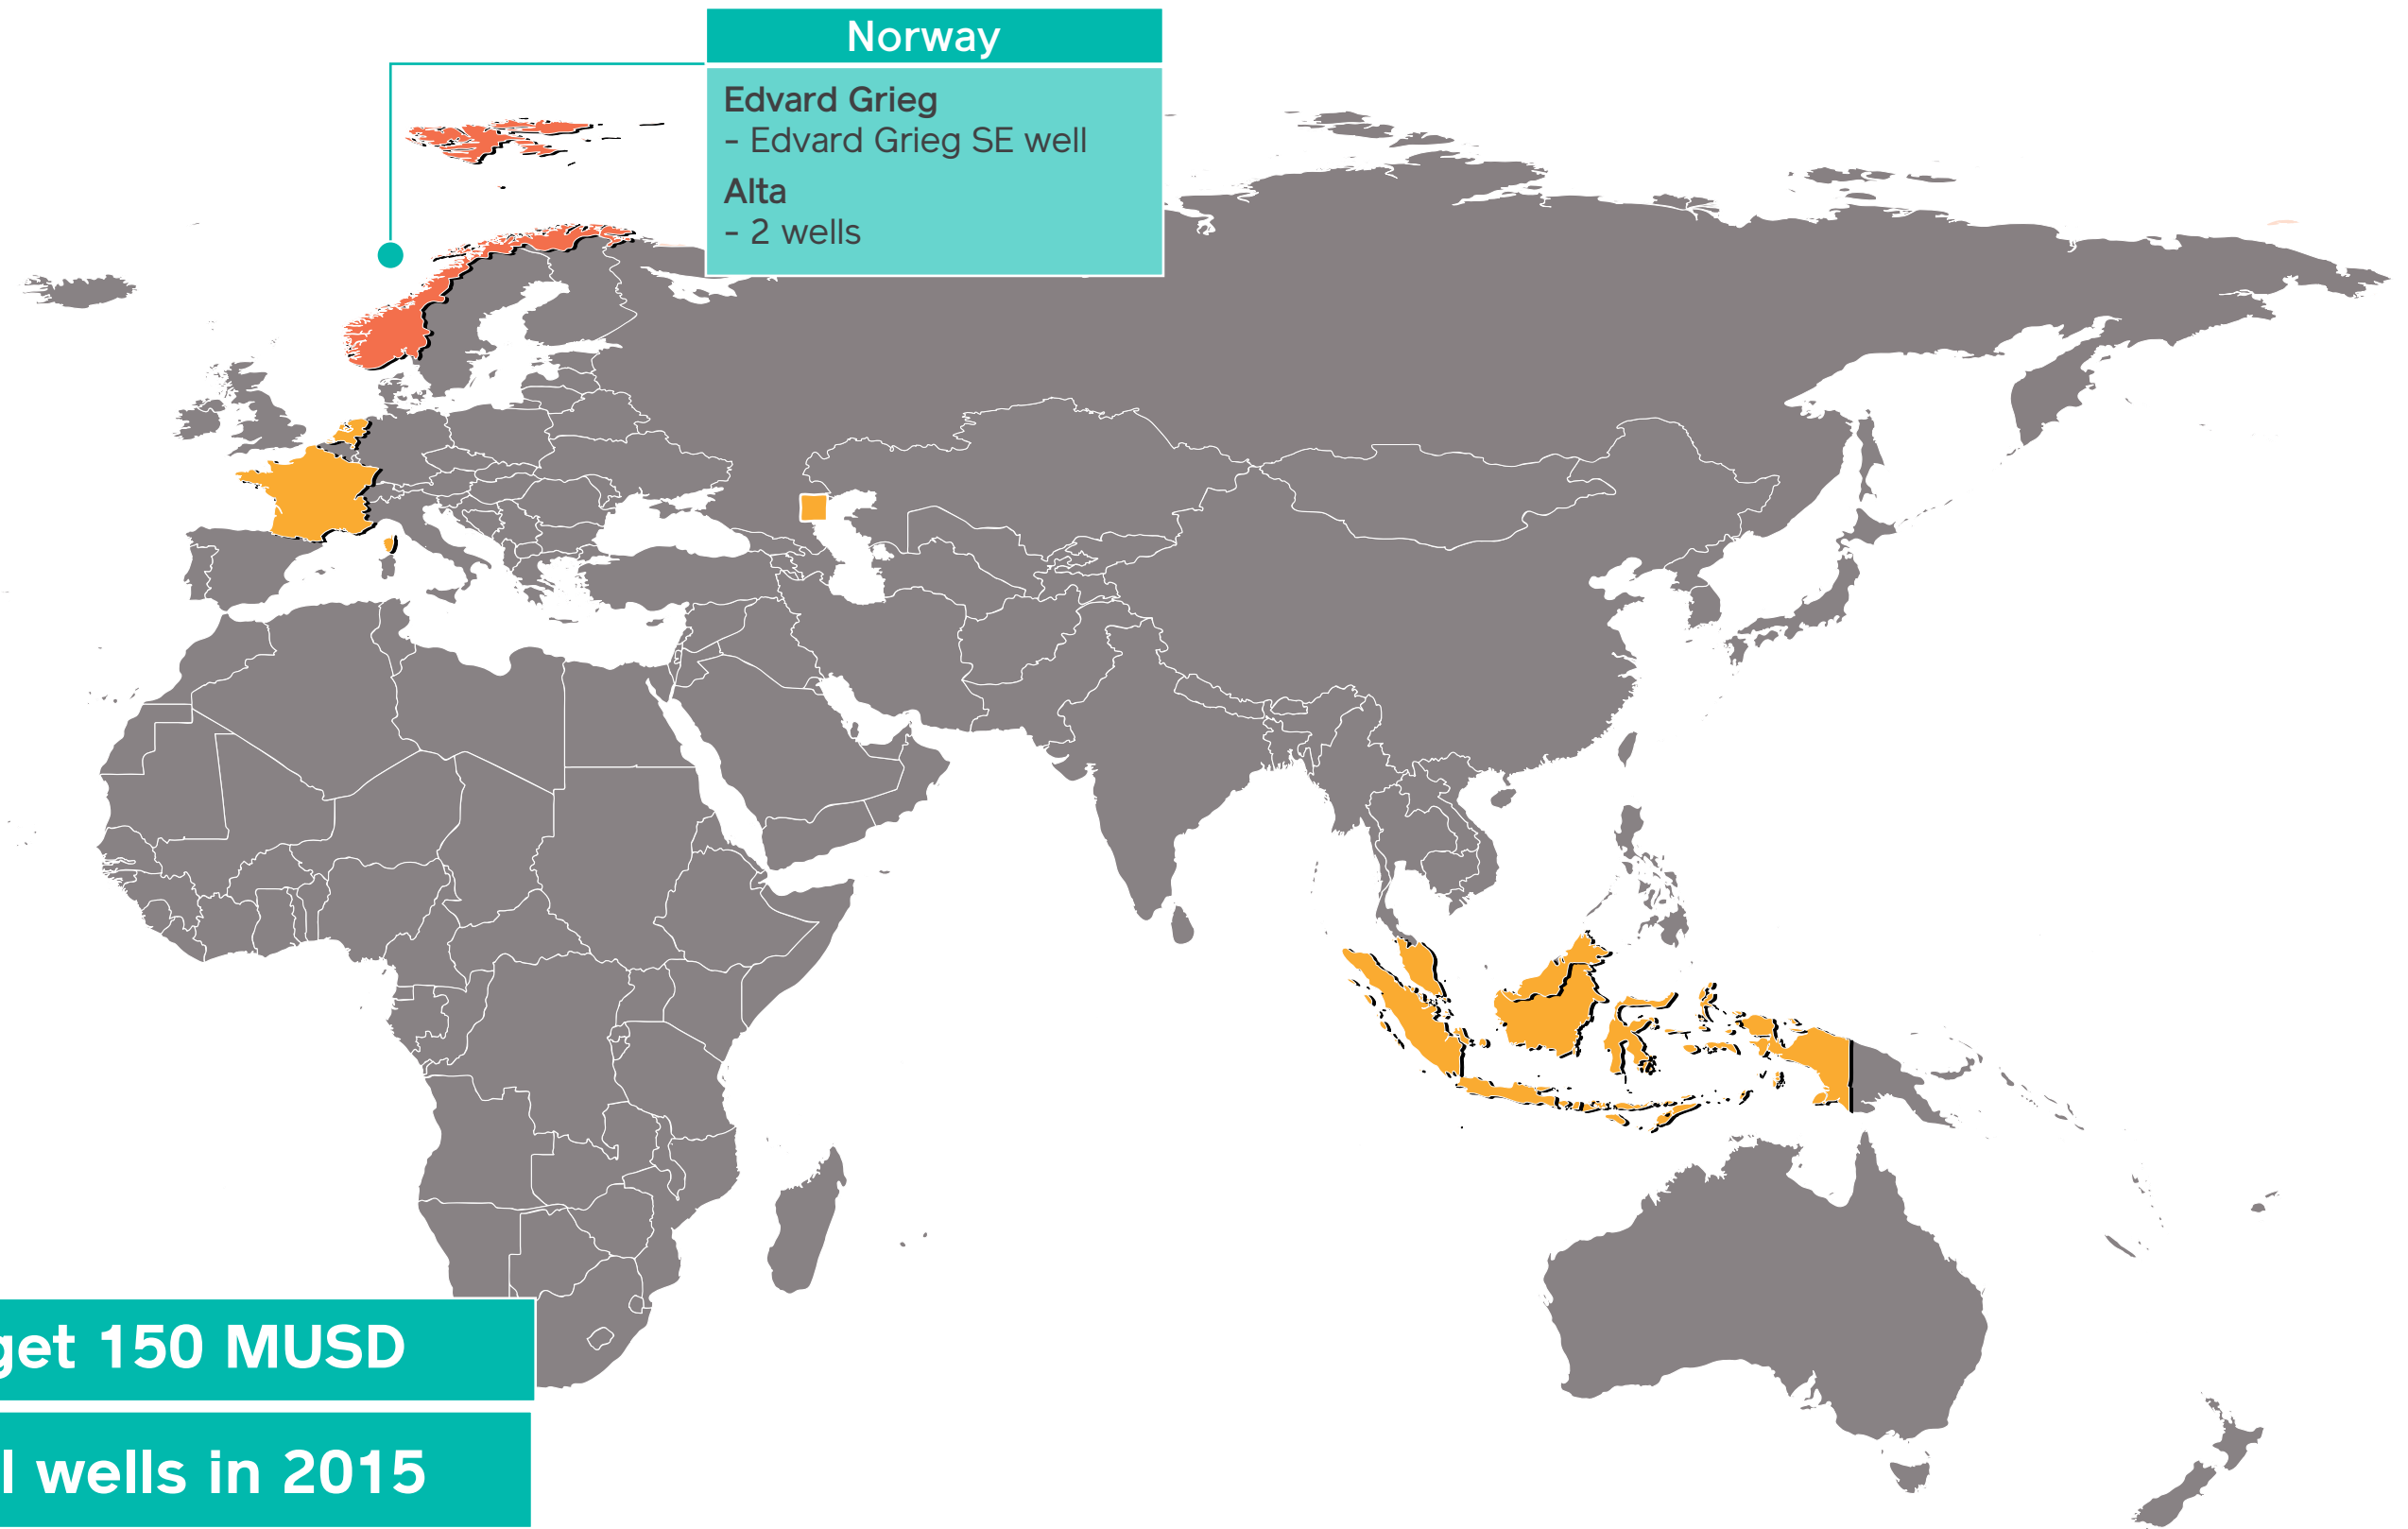 Norway
Edvard Grieg
- Edvard Grieg SE well
Alta
- 2 wells
get 150 MUSD
l wells in 2015